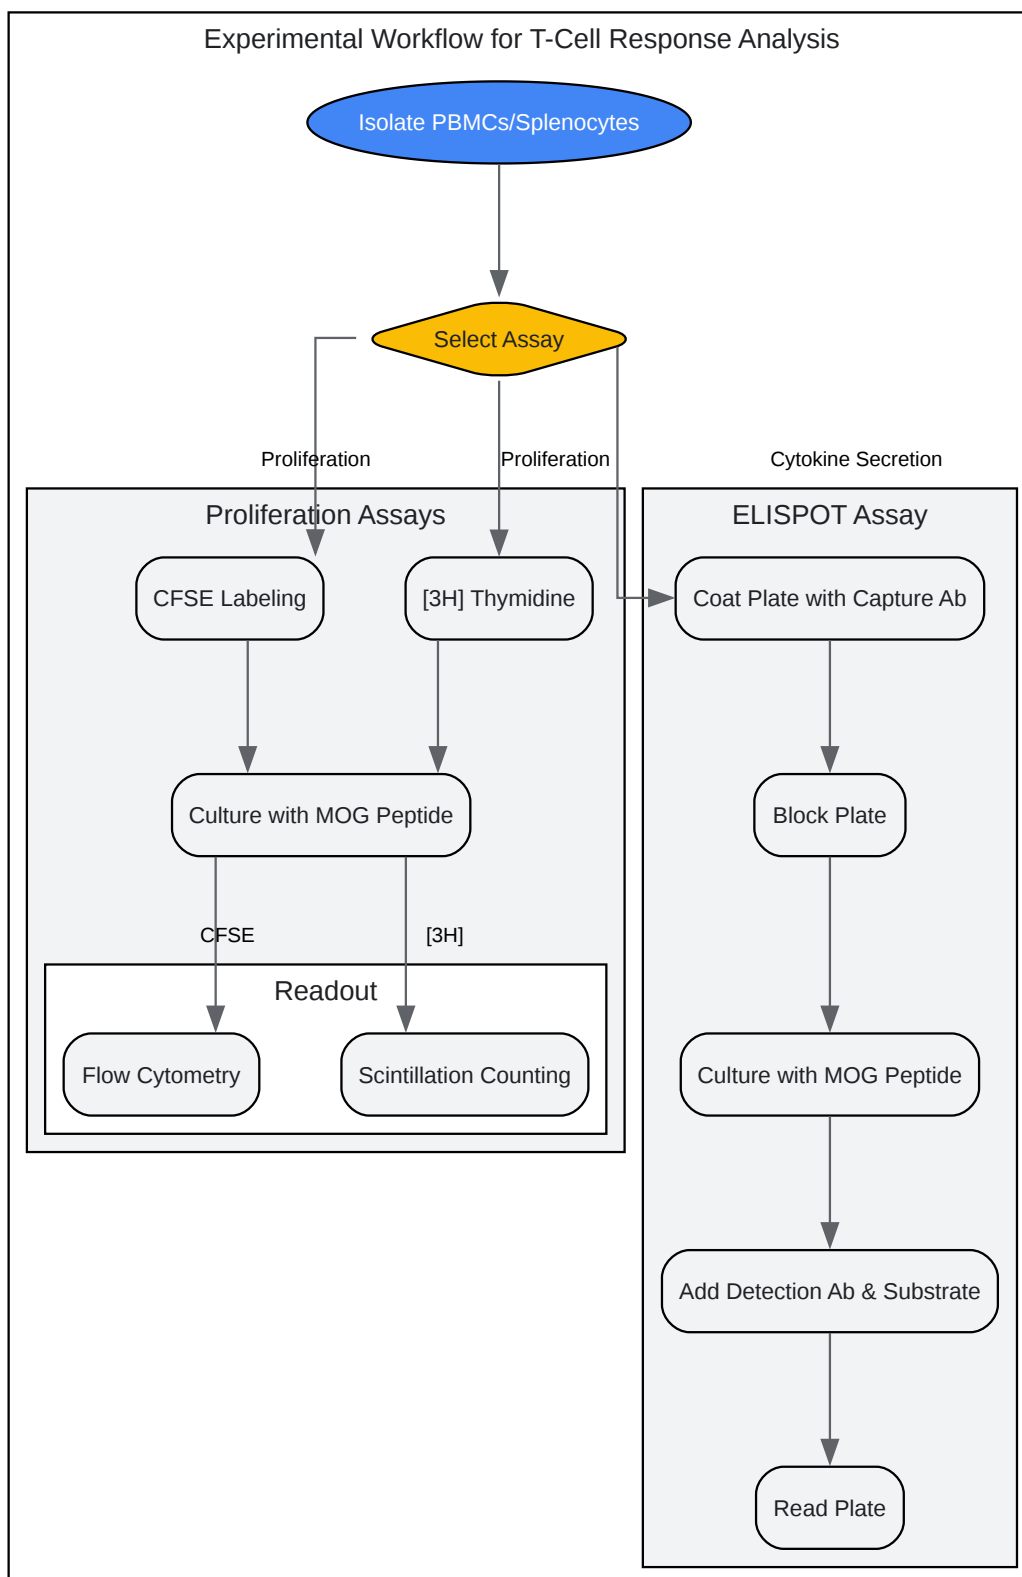 Experimental Workflow for T-Cell Response Analysis
Isolate PBMCs/Splenocytes
Select Assay
Proliferation
Proliferation
Cytokine Secretion
Proliferation Assays
CFSE Labeling
[3H] Thymidine
Culture with MOG Peptide
CFSE
[3H]
Readout
Flow Cytometry
Scintillation Counting
ELISPOT Assay
Coat Plate with Capture Ab
Block Plate
Culture with MOG Peptide
Add Detection Ab & Substrate
Read Plate